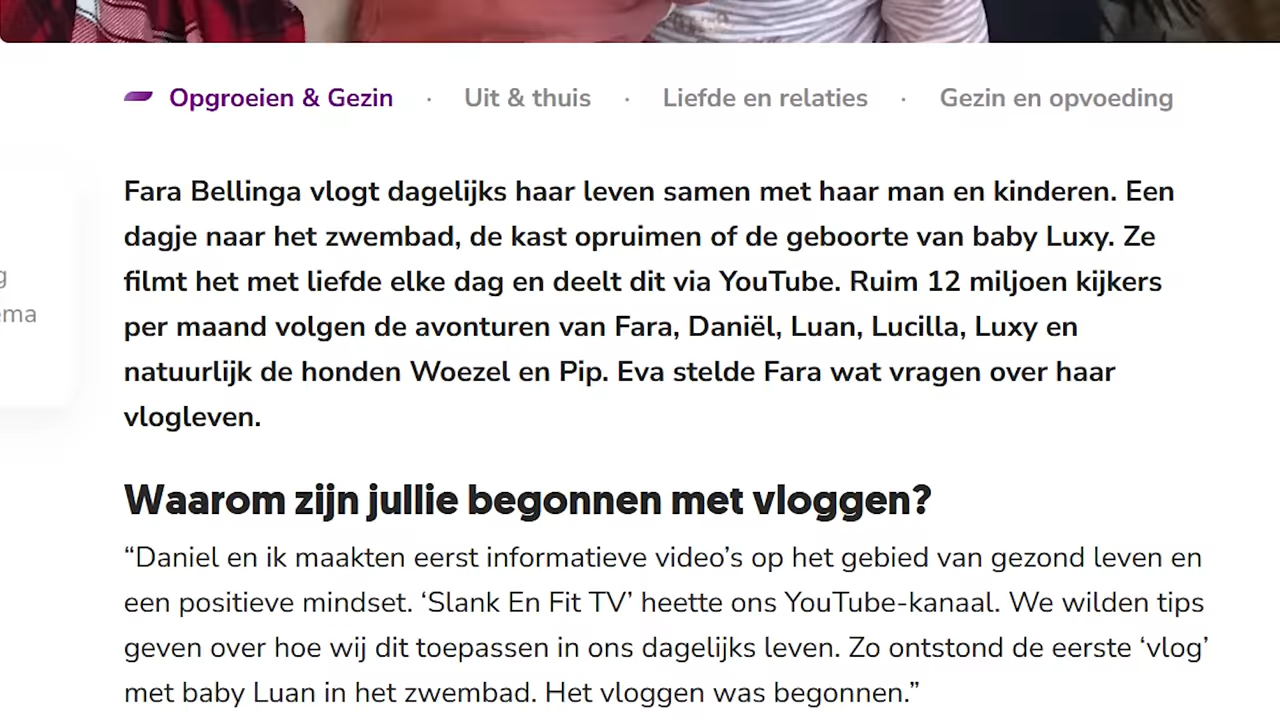 Opgroeien & Gezin · Uit & thuis · Liefde en relaties · Gezin en opvoeding
Fara Bellinga vlogt dagelijks haar leven samen met haar man en kinderen. Een
dagje naar het zwembad, de kast opruimen of de geboorte van baby Luxy. Ze
filmt het met liefde elke dag en deelt dit via YouTube. Ruim 12 miljoen kijkers
per maand volgen de avonturen van Fara, Daniël, Luan, Lucilla, Luxy en
natuurlijk de honden Woezel en Pip. Eva stelde Fara wat vragen over haar
vlogleven.
Waarom zijn jullie begonnen met vloggen?
“Daniel en ik maakten eerst informatieve video’s op het gebied van gezond leven en
een positieve mindset. ‘Slank En Fit TV’ heette ons YouTube-kanaal. We wilden tips
geven over hoe wij dit toepassen in ons dagelijks leven. Zo ontstond de eerste ‘vlog’
met baby Luan in het zwembad. Het vloggen was begonnen.”